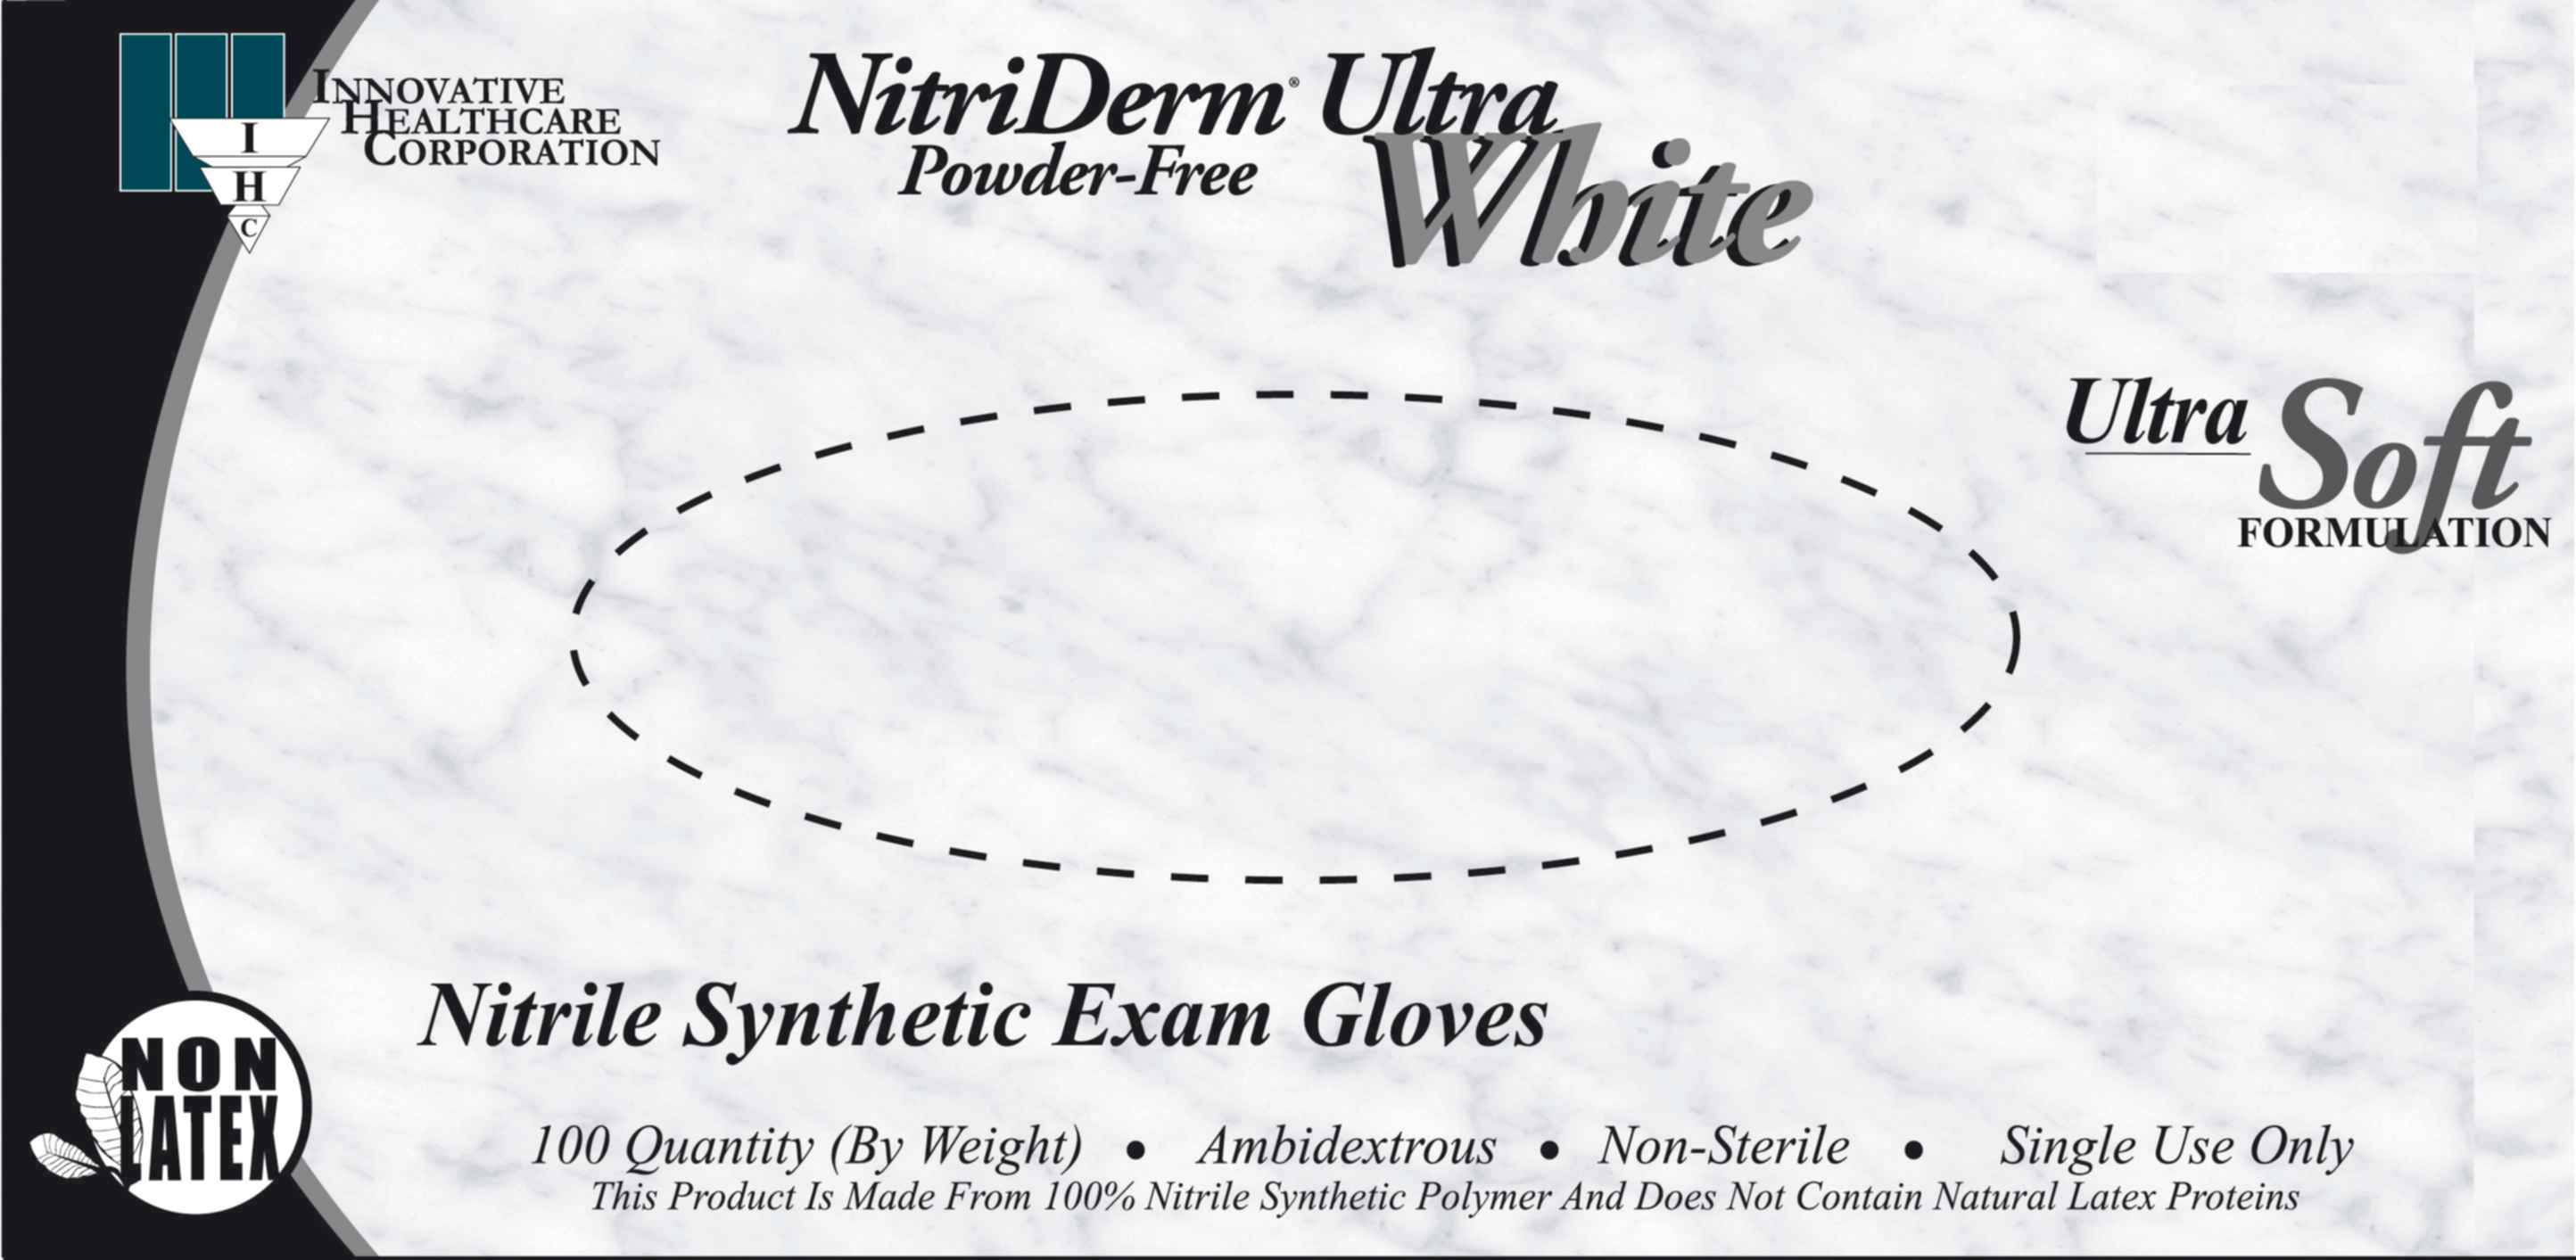 INNOVATIVE
HEALTHCARE
CORPORATION
I
H
C
NitriDerm® Ultra
Powder-Free
White
Ultra Soft
FORMULATION
Nitrile Synthetic Exam Gloves
NON
LATEX
100 Quantity (By Weight) • Ambidextrous • Non-Sterile • Single Use Only
This Product Is Made From 100% Nitrile Synthetic Polymer And Does Not Contain Natural Latex Proteins